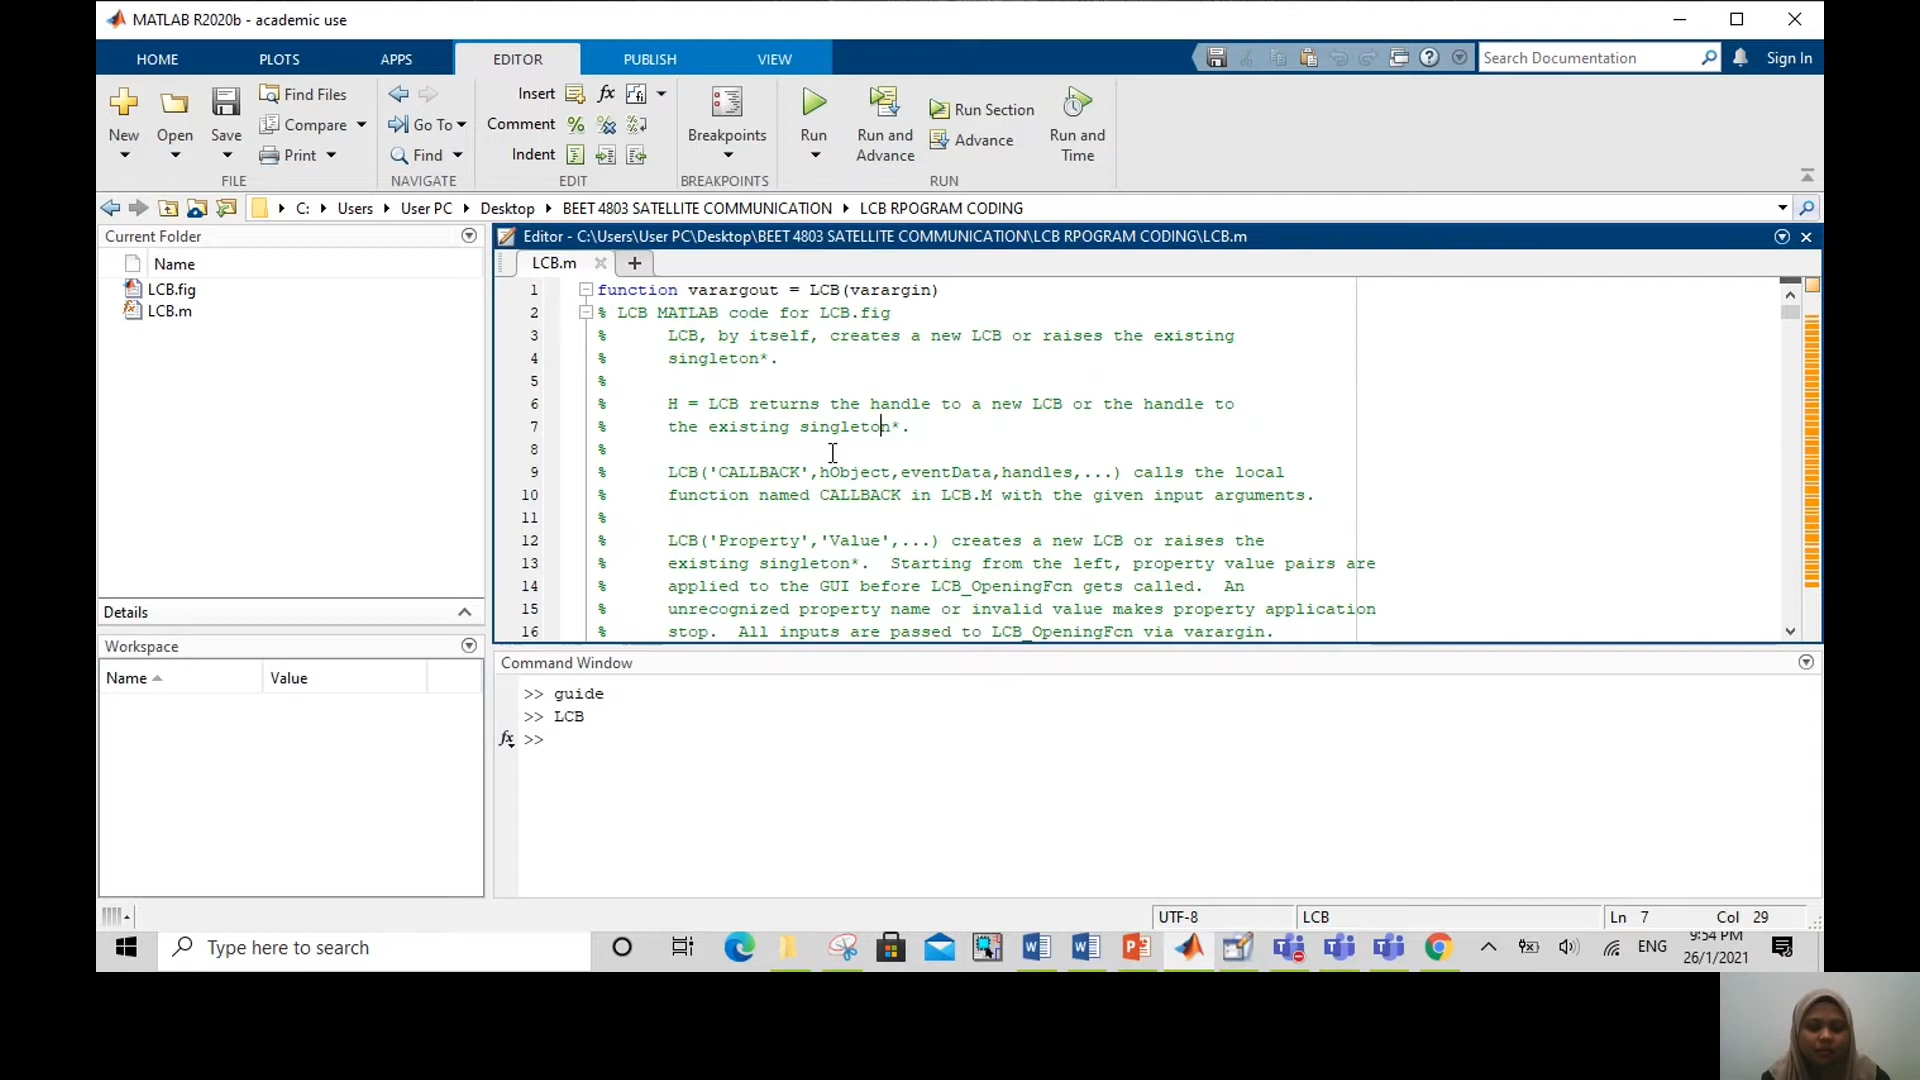 MATLAB R2020b - academic use
HOME PLOTS APPS EDITOR PUBLISH VIEW Search Documentation Sign In
New Open Save Find Files Compare Print
Go To Find
Insert fx
Comment
Indent
Breakpoints Run Run and Advance Run Section Advance Run and Time
FILE NAVIGATE EDIT BREAKPOINTS RUN
C: Users User PC Desktop BEET 4803 SATELLITE COMMUNICATION LCB RPOGRAM CODING
Current Folder
Name
LCB.fig
LCB.m
Details
Workspace
Name Value
Editor - C:\Users\User PC\Desktop\BEET 4803 SATELLITE COMMUNICATION\LCB RPOGRAM CODING\LCB.m
LCB.m
1 function varargout = LCB(varargin)
2 % LCB MATLAB code for LCB.fig
3 % LCB, by itself, creates a new LCB or raises the existing
4 % singleton*.
5 %
6 % H = LCB returns the handle to a new LCB or the handle to
7 % the existing singleton*.
8 %
9 % LCB('CALLBACK',hObject,eventData,handles,...) calls the local
10 % function named CALLBACK in LCB.M with the given input arguments.
11 %
12 % LCB('Property','Value',...) creates a new LCB or raises the
13 % existing singleton*. Starting from the left, property value pairs are
14 % applied to the GUI before LCB_OpeningFcn gets called. An
15 % unrecognized property name or invalid value makes property application
16 % stop. All inputs are passed to LCB_OpeningFcn via varargin.
Command Window
>> guide
>> LCB
fx >>
UTF-8 LCB Ln 7 Col 29
Type here to search
ENG
9:54 PM
26/1/2021